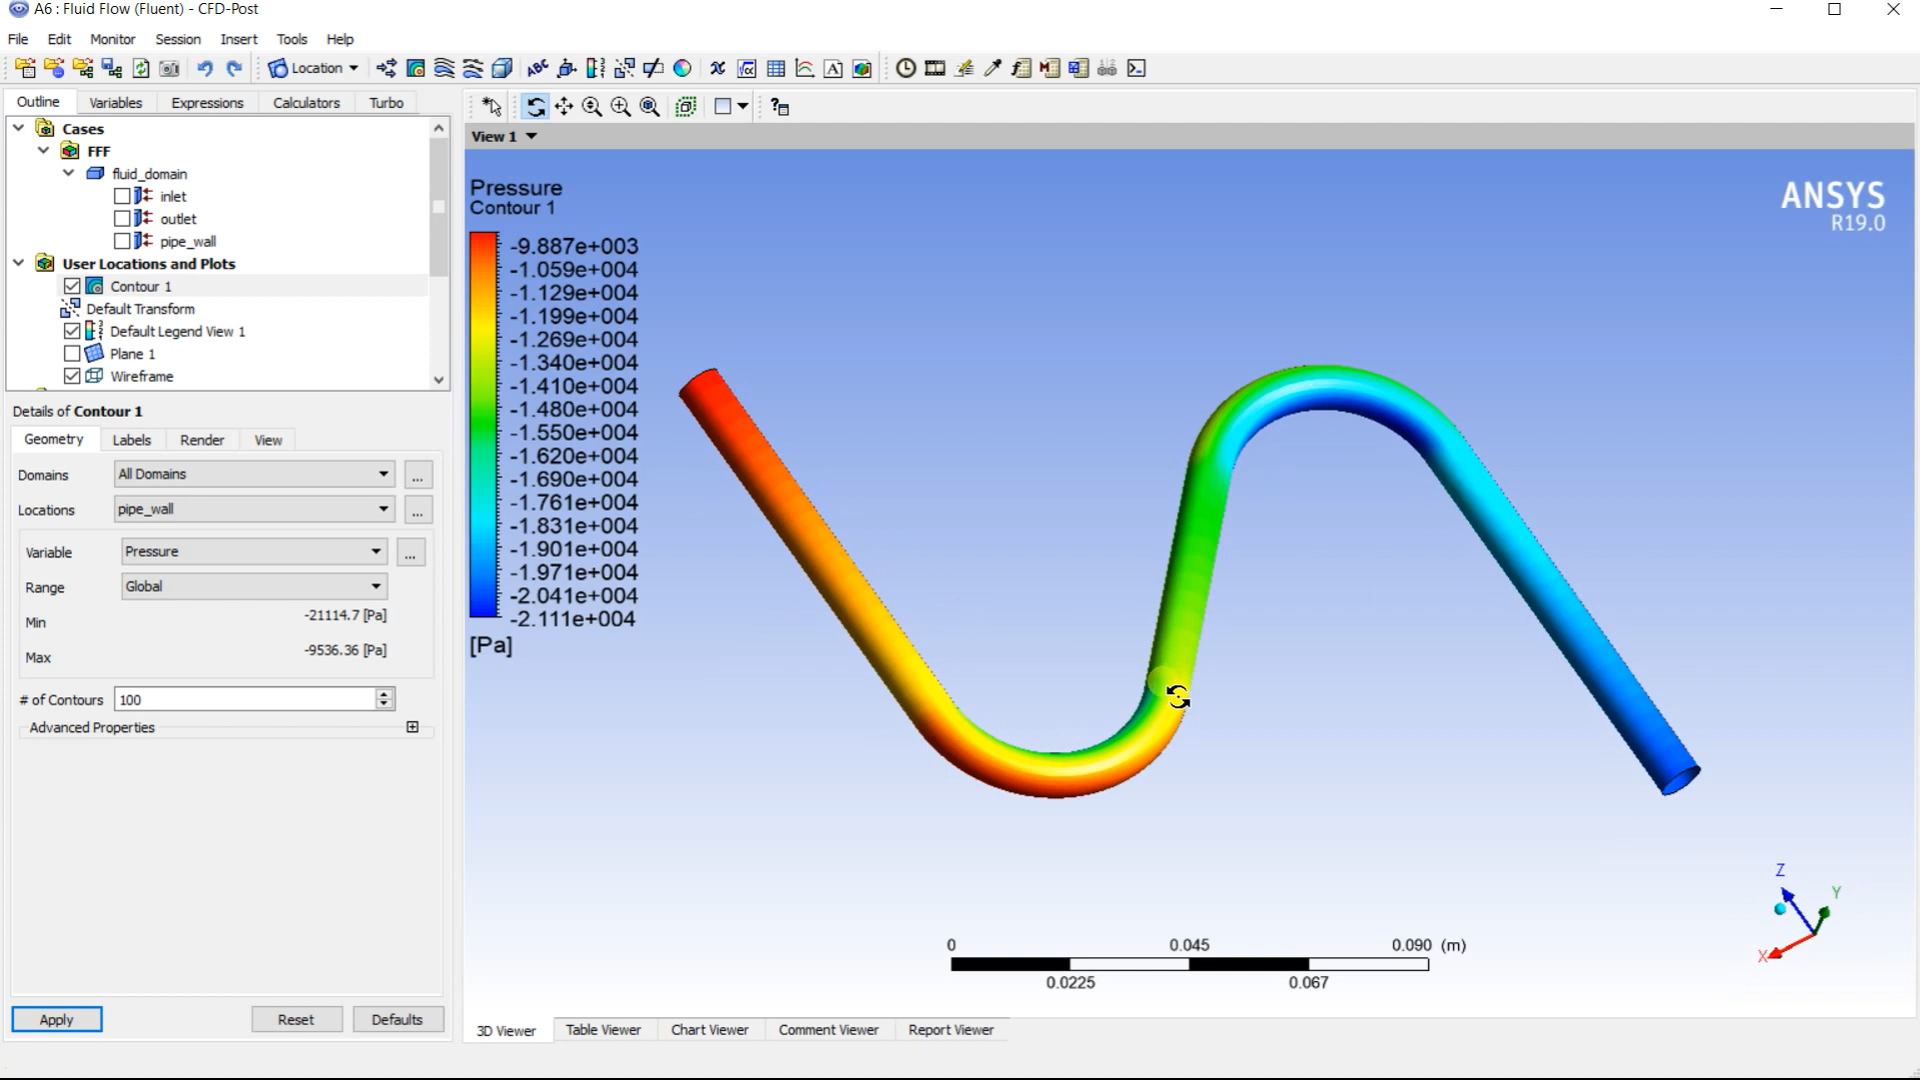 A6 : Fluid Flow (Fluent) - CFD-Post
File Edit Monitor Session Insert Tools Help
Location
Outline Variables Expressions Calculators Turbo
Cases
FFF
fluid_domain
inlet
outlet
pipe_wall
User Locations and Plots
Contour 1
Default Transform
Default Legend View 1
Plane 1
Wireframe
Details of Contour 1
Geometry Labels Render View
Domains All Domains ...
Locations pipe_wall ...
Variable Pressure ...
Range Global
Min -21114.7 [Pa]
Max -9536.36 [Pa]
# of Contours 100
Advanced Properties
Apply Reset Defaults
View 1
Pressure
Contour 1
-9.887e+003
-1.059e+004
-1.129e+004
-1.199e+004
-1.269e+004
-1.340e+004
-1.410e+004
-1.480e+004
-1.550e+004
-1.620e+004
-1.690e+004
-1.761e+004
-1.831e+004
-1.901e+004
-1.971e+004
-2.041e+004
-2.111e+004
[Pa]
ANSYS
R19.0
Z
Y
X
0 0.045 0.090 (m)
0.0225 0.067
3D Viewer Table Viewer Chart Viewer Comment Viewer Report Viewer